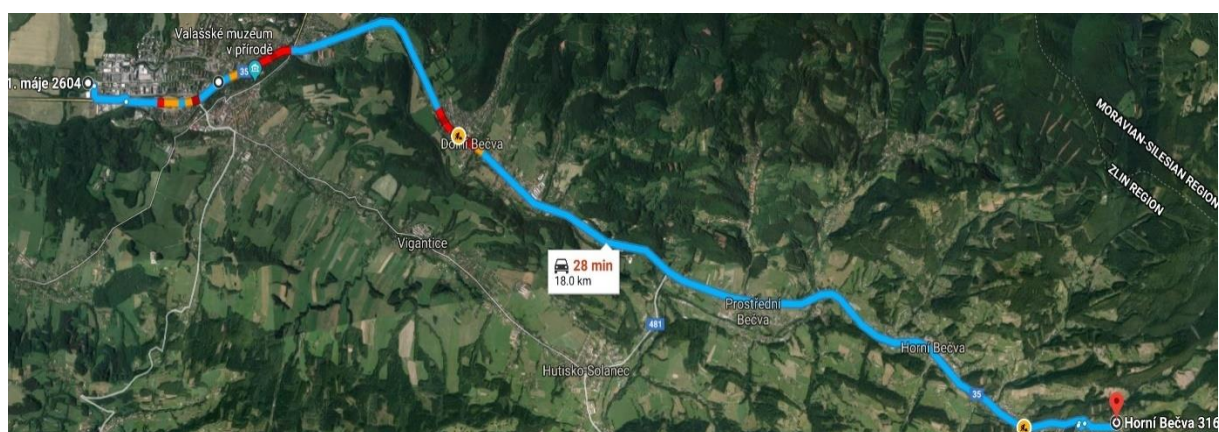 Valašské muzeum
v přírodě
35
1. máje 2604
Dolní Bečva
MORAVIAN-SILESIAN REGION
ZLIN REGION
Vigantice
28 min
18.0 km
Prostřední
Bečva
481
Horní Bečva
Hutisko-Solanec
35
Horní Bečva 316